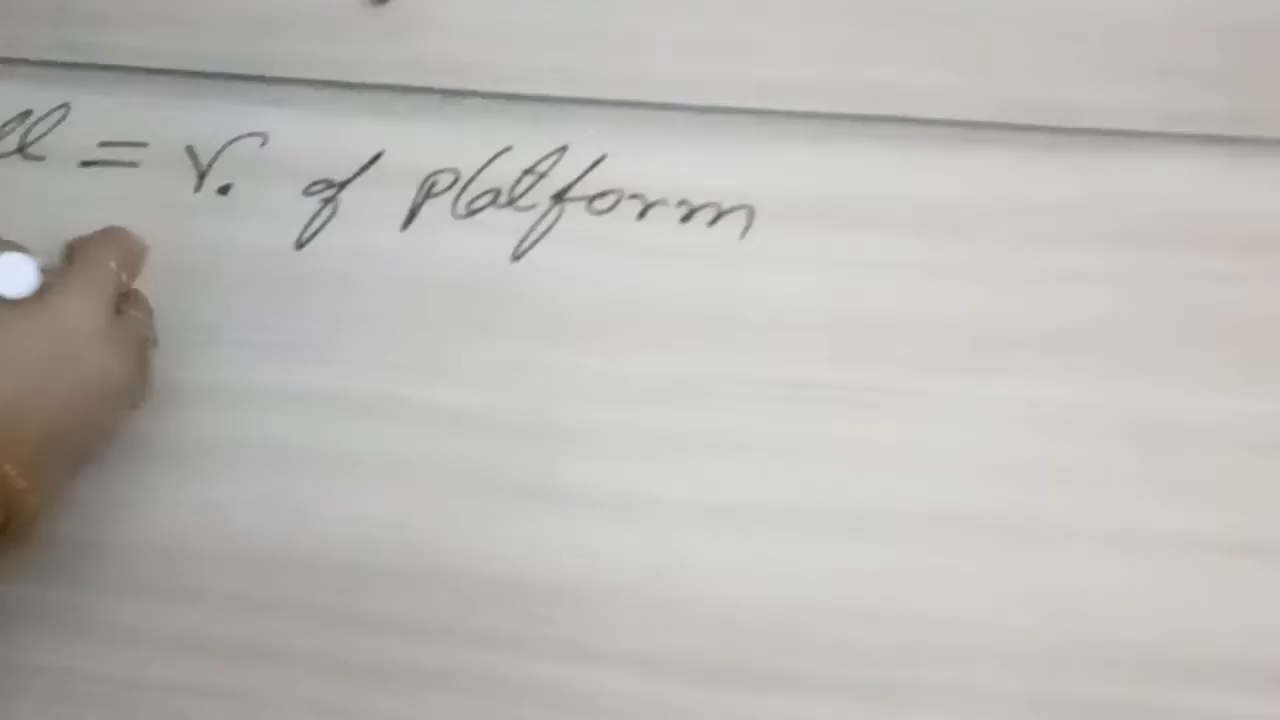 = V. of platform